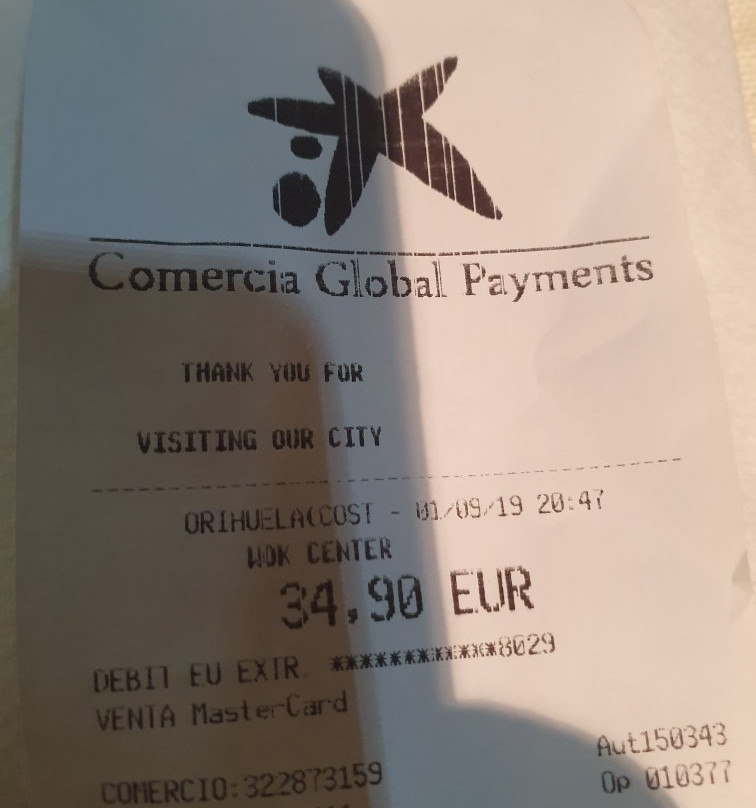 Comercia Global Payments
THANK YOU FOR
VISITING OUR CITY
ORIHUELA(COST - 01/09/19 20:47
WOK CENTER
34,90 EUR
DEBIT EU EXTR. ************8029
VENTA MasterCard
Aut150343
COMERCIO:322873159
Op 010377